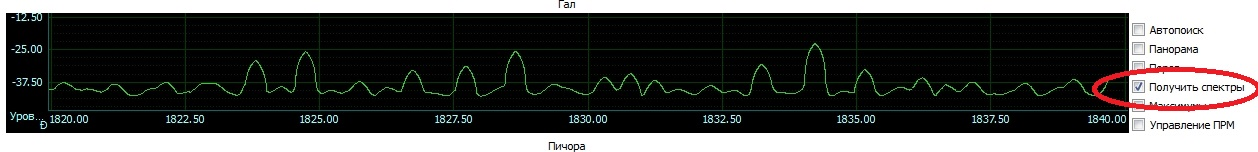 Гал
-12.50
-25.00
-37.50
Уров...
Ð
1820.00 1822.50 1825.00 1827.50 1830.00 1832.50 1835.00 1837.50 1840.00
Пичора
Автопоиск
Панорама
Получить спектры
Управление ПРМ